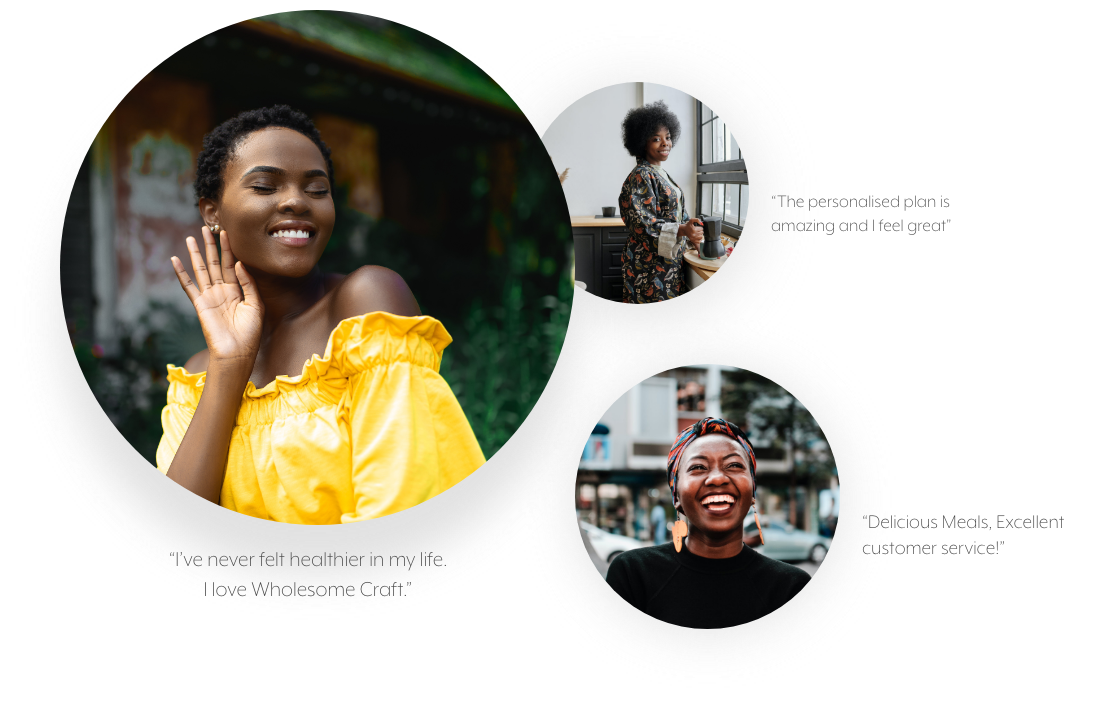 “The personalised plan is
amazing and I feel great”
“Delicious Meals, Excellent
customer service!”
“I’ve never felt healthier in my life.
I love Wholesome Craft.”